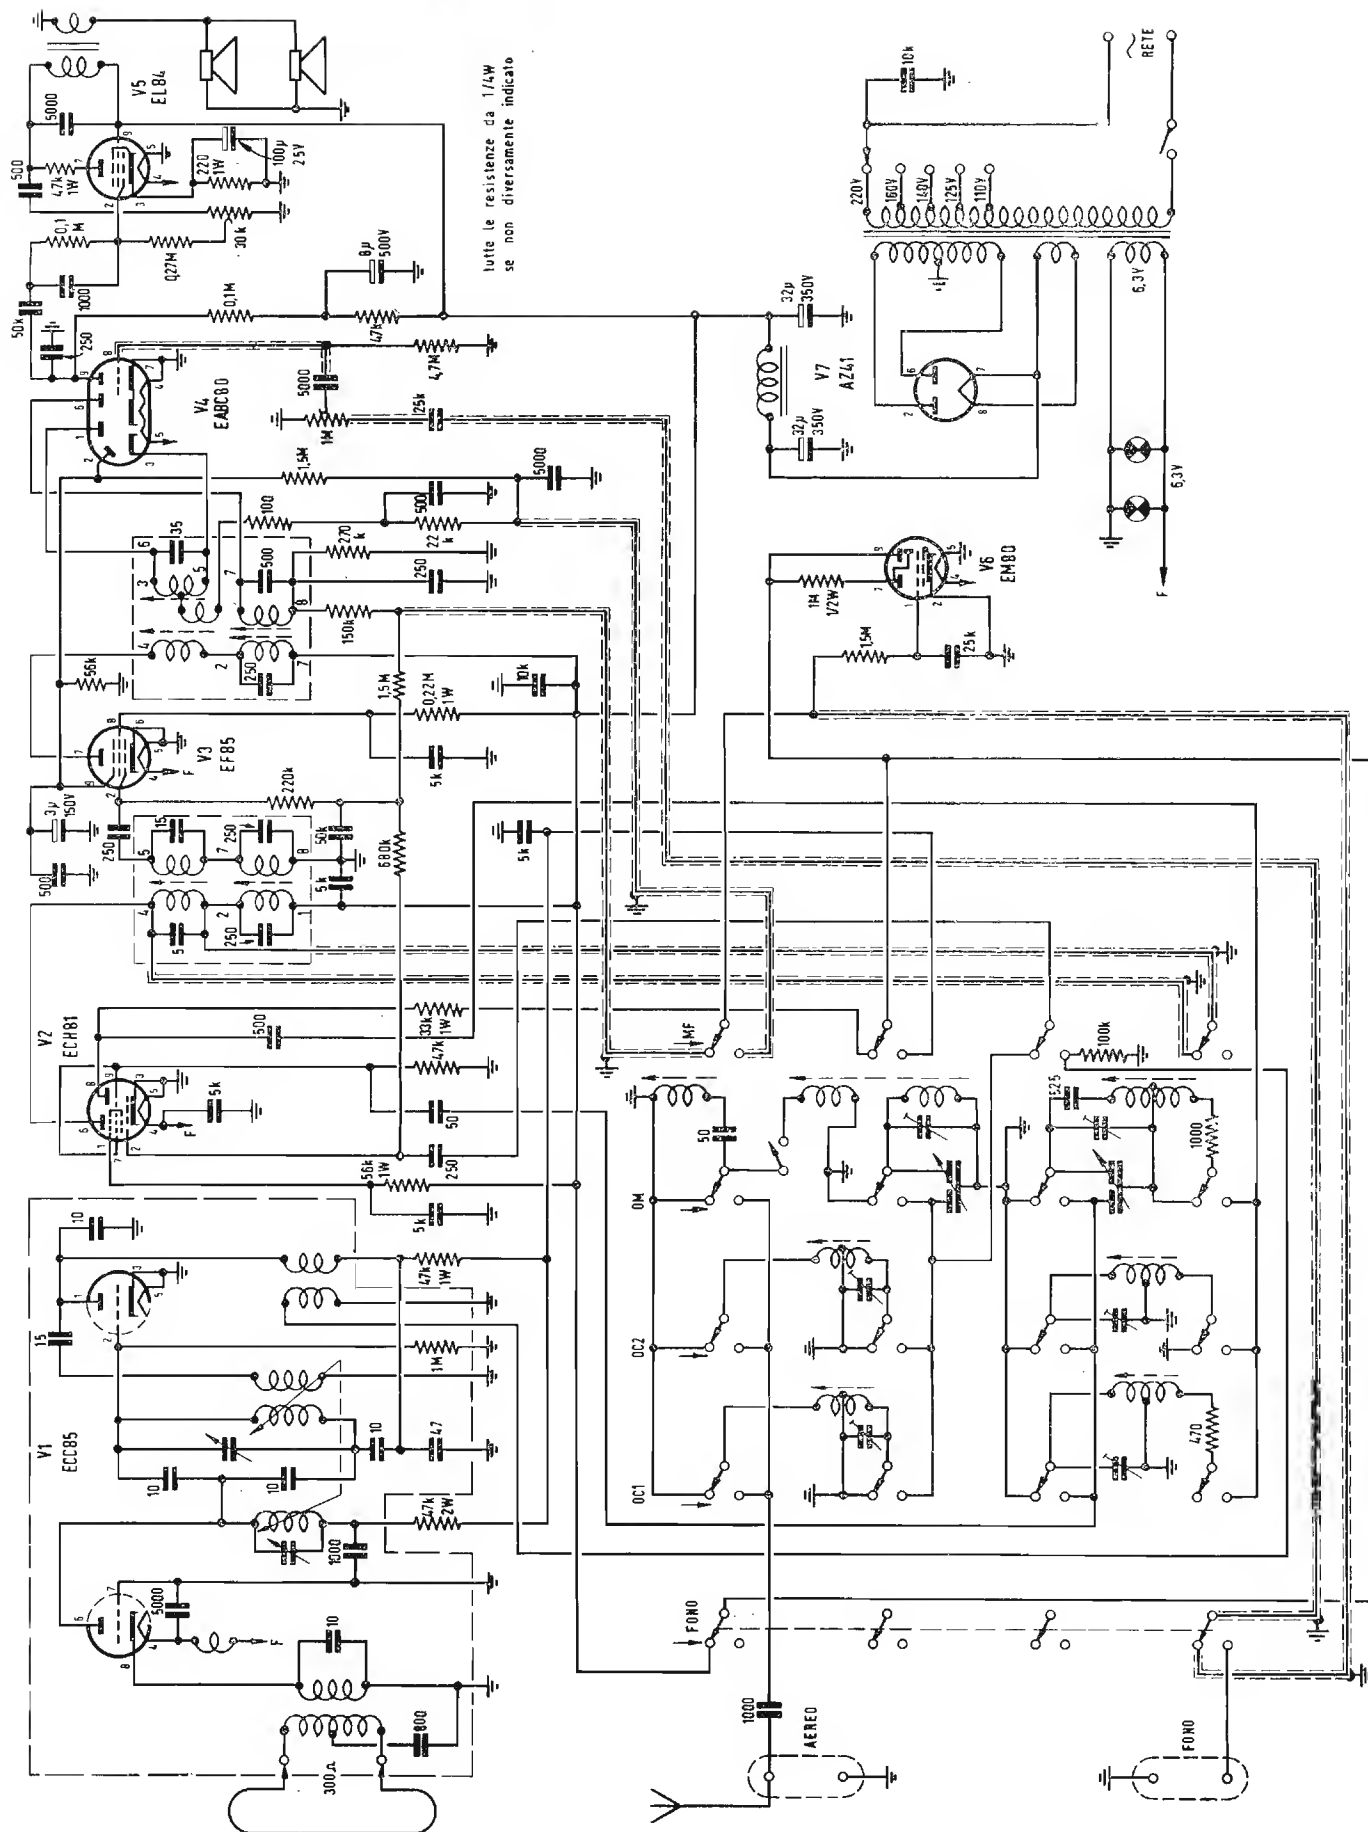 V1
ECC85
V2
ECH81
V3
EF85
V4
EABC80
V5
EL84
V6
EM80
V7
AZ41
tutte le resistenze da 1/4W
se non diversamente indicato
300Ω
800
10
5000
F
1000
47k
2W
10
10
10
47
15
1M
10
47k
1W
5k
56k
1W
250
50
5k
F
500
33k
1W
47k
5
250
500
3µ
150V
250
15
250
5k
50k
680k
220k
5k
F
5k
0,22M
1W
1,5M
10k
56k
250
35
500
150k
270
k
250
100
22
k
500
1,5M
5000
1M
25k
5000
4,7M
250
50k
1000
0,1
M
0,27M
0,1M
47k
8µ
500V
30k
500
47k
1W
5000
220
1W
100µ
25V
32µ
350V
32µ
350V
220V
160V
140V
125V
110V
10k
RETE
6,3V
6,3V
F
1M
1/2W
1,5M
25k
MF
OM
OC2
OC1
FONO
50
525
100k
1000
470
1000
AEREO
FONO